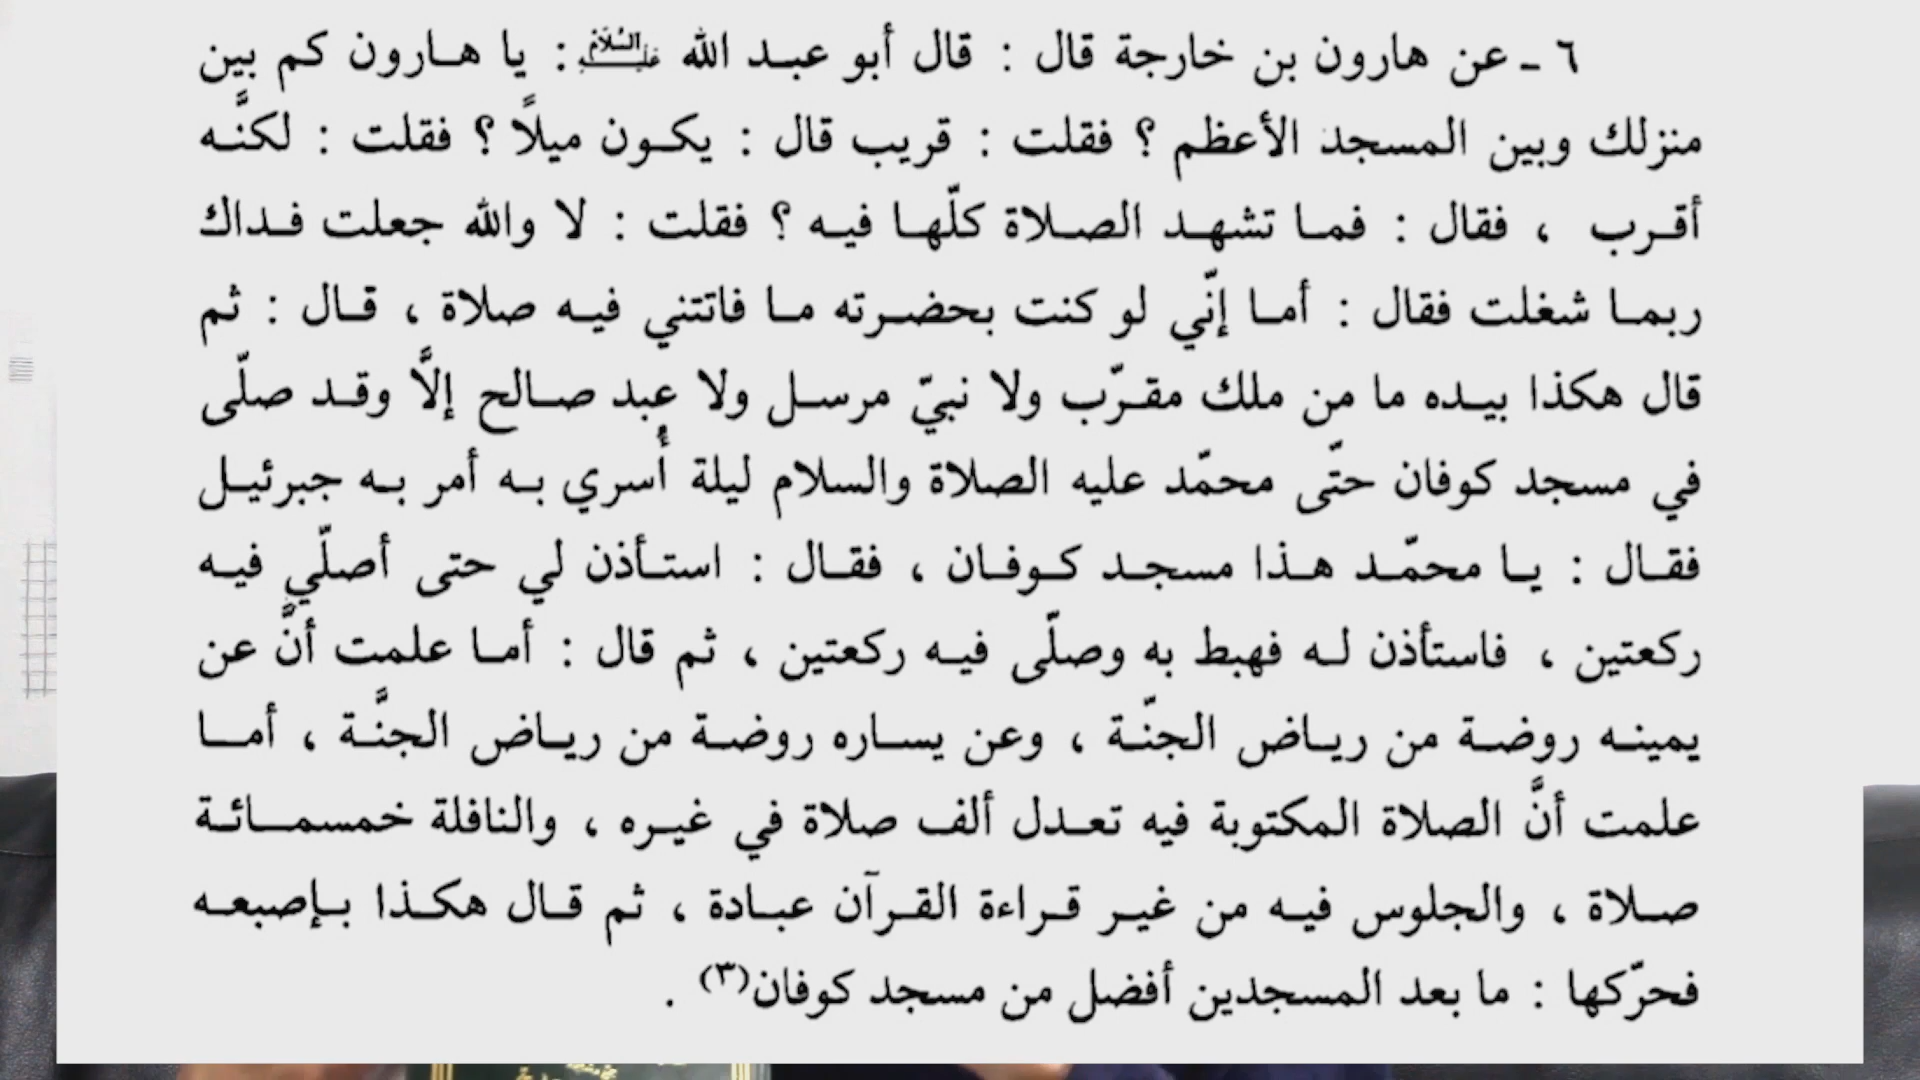 ٦ ـ عن هارون بن خارجة قال : قال أبو عبد الله عليه السلام : يا هارون كم بين
منزلك وبين المسجد الأعظم ؟ فقلت : قريب قال : يكون ميلاً ؟ فقلت : لكنَّه
أقرب ، فقال : فما تشهد الصلاة كلّها فيه ؟ فقلت : لا والله جعلت فداك
ربما شغلت فقال : أما إنّي لو كنت بحضرته ما فاتتني فيه صلاة ، قال : ثم
قال هكذا بيده ما من ملك مقرّب ولا نبيّ مرسل ولا عبد صالح إلاَّ وقد صلّى
في مسجد كوفان حتّى محمّد عليه الصلاة والسلام ليلة أُسري به أمر به جبرئيل
فقال : يا محمّد هذا مسجد كوفان ، فقال : استأذن لي حتى أصلّي فيه
ركعتين ، فاستأذن له فهبط به وصلّى فيه ركعتين ، ثم قال : أما علمت أنَّ عن
يمينه روضة من رياض الجنّة ، وعن يساره روضة من رياض الجنَّة ، أما
علمت أنَّ الصلاة المكتوبة فيه تعدل ألف صلاة في غيره ، والنافلة خمسمائة
صلاة ، والجلوس فيه من غير قراءة القرآن عبادة ، ثم قال هكذا بإصبعه
فحرّكها : ما بعد المسجدين أفضل من مسجد كوفان(٣) .